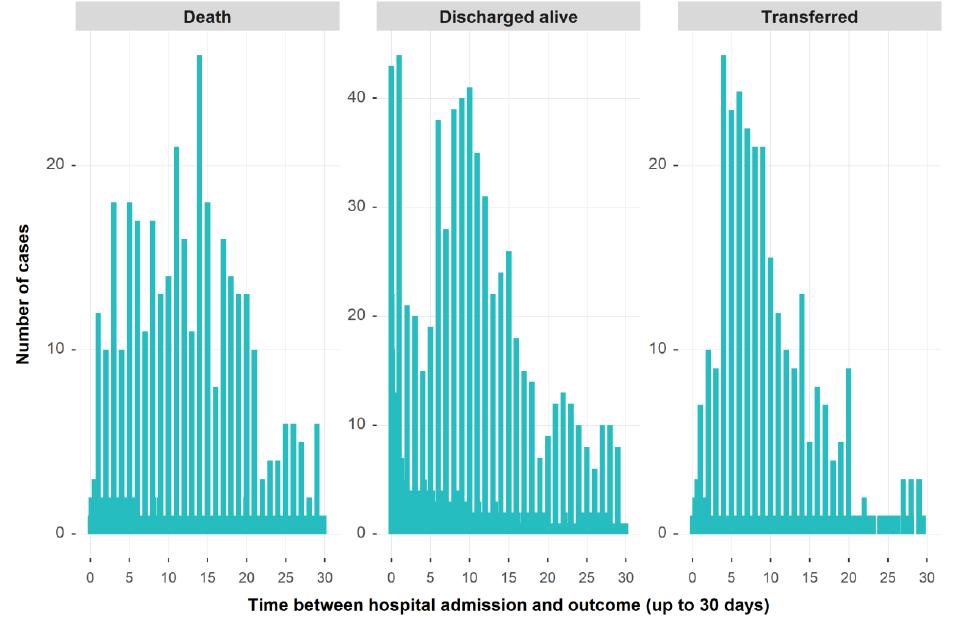 Death Discharged alive Transferred
20
10
0
40
30
20
10
0
20
10
0
Number of cases
0 5 10 15 20 25 30 0 5 10 15 20 25 30 0 5 10 15 20 25 30
Time between hospital admission and outcome (up to 30 days)